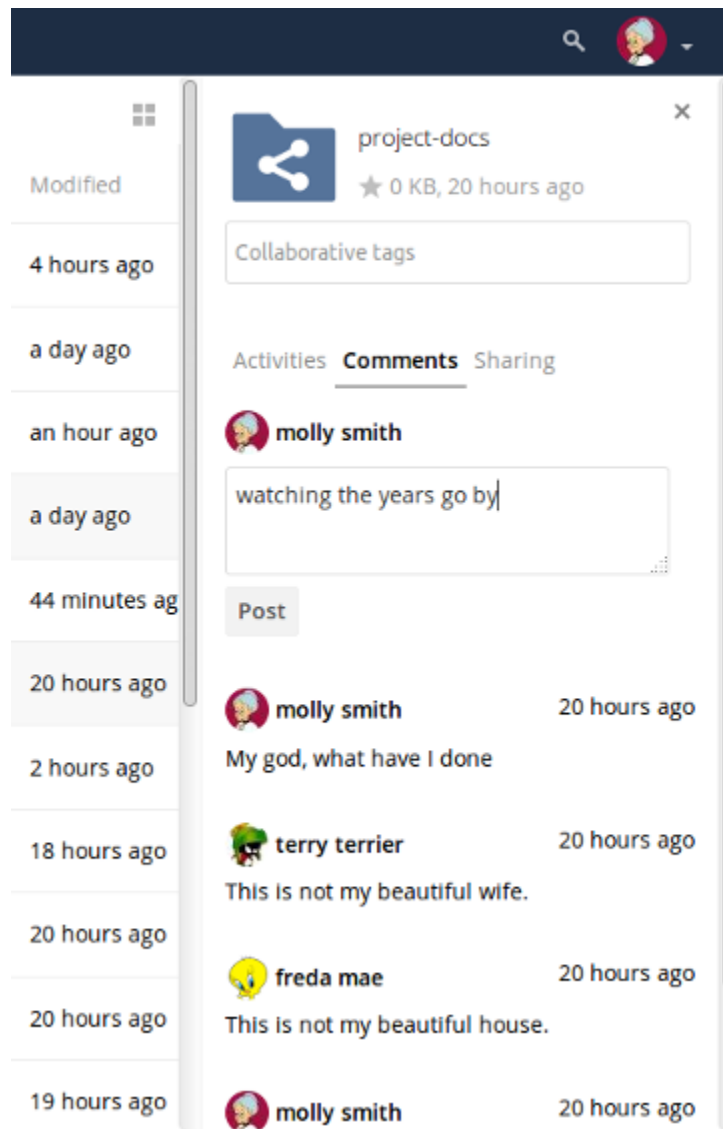 Modified
4 hours ago
a day ago
an hour ago
a day ago
44 minutes ag
20 hours ago
2 hours ago
18 hours ago
20 hours ago
20 hours ago
19 hours ago
project-docs
0 KB, 20 hours ago
Collaborative tags
Activities Comments Sharing
molly smith
watching the years go by
Post
molly smith 20 hours ago
My god, what have I done
terry terrier 20 hours ago
This is not my beautiful wife.
freda mae 20 hours ago
This is not my beautiful house.
molly smith 20 hours ago